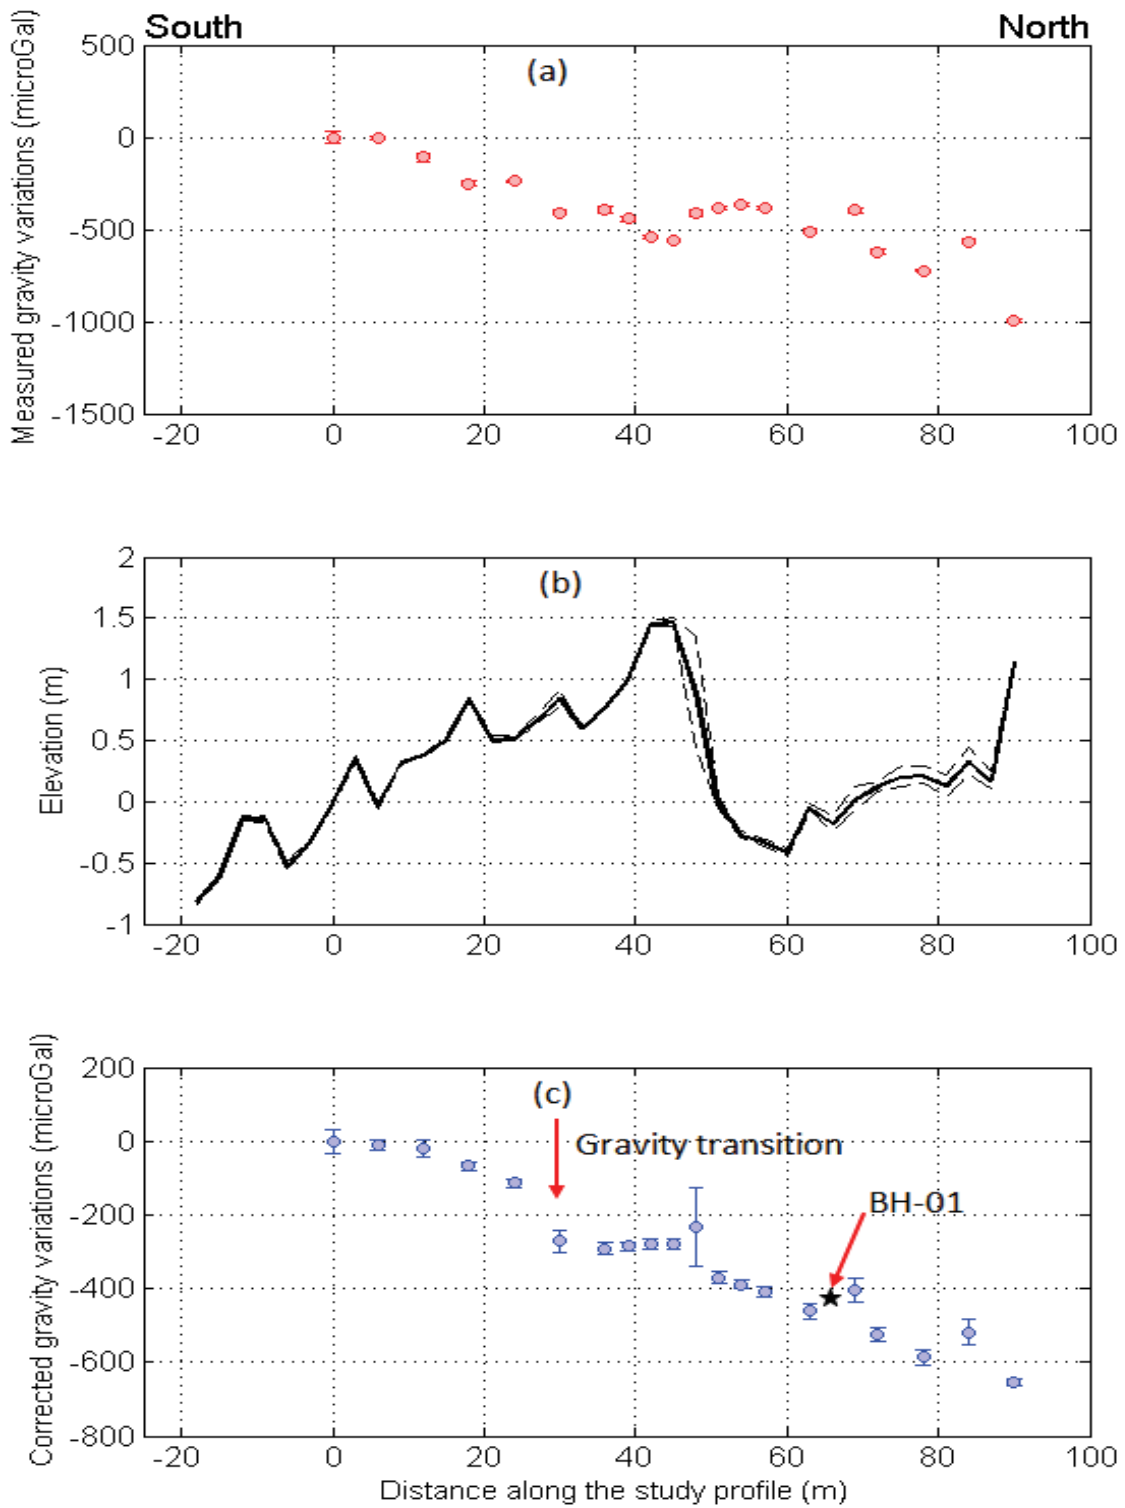 South North
Measured gravity variations (microGal)
(a)
500
0
-500
-1000
-1500
-20 0 20 40 60 80 100
Elevation (m)
(b)
2
1.5
1
0.5
0
-0.5
-1
-20 0 20 40 60 80 100
Corrected gravity variations (microGal)
(c)
Gravity transition
BH-01
200
0
-200
-400
-600
-800
-20 0 20 40 60 80 100
Distance along the study profile (m)